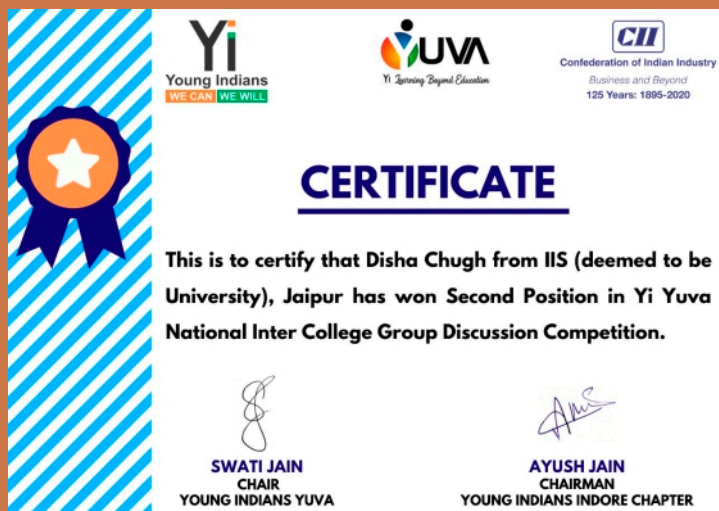 Yi
Young Indians
WE CAN WE WILL
YUVA
Yi Learning Beyond Education
CII
Confederation of Indian Industry
Business and Beyond
125 Years: 1895-2020
CERTIFICATE
This is to certify that Disha Chugh from IIS (deemed to be
University), Jaipur has won Second Position in Yi Yuva
National Inter College Group Discussion Competition.
SWATI JAIN
CHAIR
YOUNG INDIANS YUVA
AYUSH JAIN
CHAIRMAN
YOUNG INDIANS INDORE CHAPTER